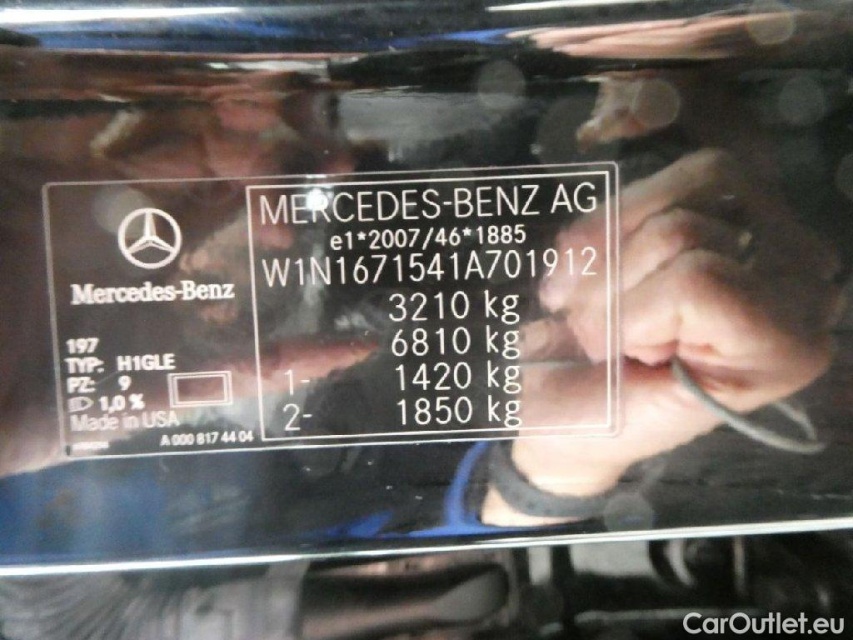 MERCEDES-BENZ AG
e1*2007/46*1885
W1N1671541A701912
3210 kg
6810 kg
1- 1420 kg
2- 1850 kg
Mercedes-Benz
197
TYP: H1GLE
PZ: 9
1,0 %
Made in USA
A 000 817 44 04
CarOutlet.eu